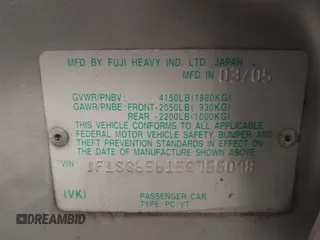 MFD BY FUJI HEAVY IND. LTD. JAPAN
MFD IN 03/05
GVWR/PNBV: 4150LB(1880KG)
GAWR/PNBE: FRONT-2050LB( 930KG)
REAR -2200LB(1000KG)
THIS VEHICLE CONFORMS TO ALL APPLICABLE
FEDERAL MOTOR VEHICLE SAFETY, BUMPER, AND
THEFT PREVENTION STANDARDS IN EFFECT ON THE
DATE OF MANUFACTURE SHOWN ABOVE.
VIN
(VK)
PASSENGER CAR
TYPE:PC/VT
DREAMBID